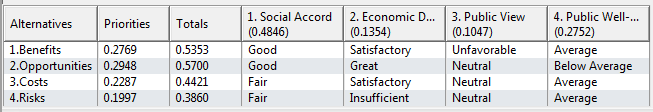 Alternatives Priorities Totals 1. Social Accord (0.4846) 2. Economic D... (0.1354) 3. Public View (0.1047) 4. Public Well-... (0.2752)
1.Benefits 0.2769 0.5353 Good Satisfactory Unfavorable Average
2.Opportunities 0.2948 0.5700 Good Great Neutral Below Average
3.Costs 0.2287 0.4421 Fair Satisfactory Neutral Average
4.Risks 0.1997 0.3860 Fair Insufficient Neutral Average